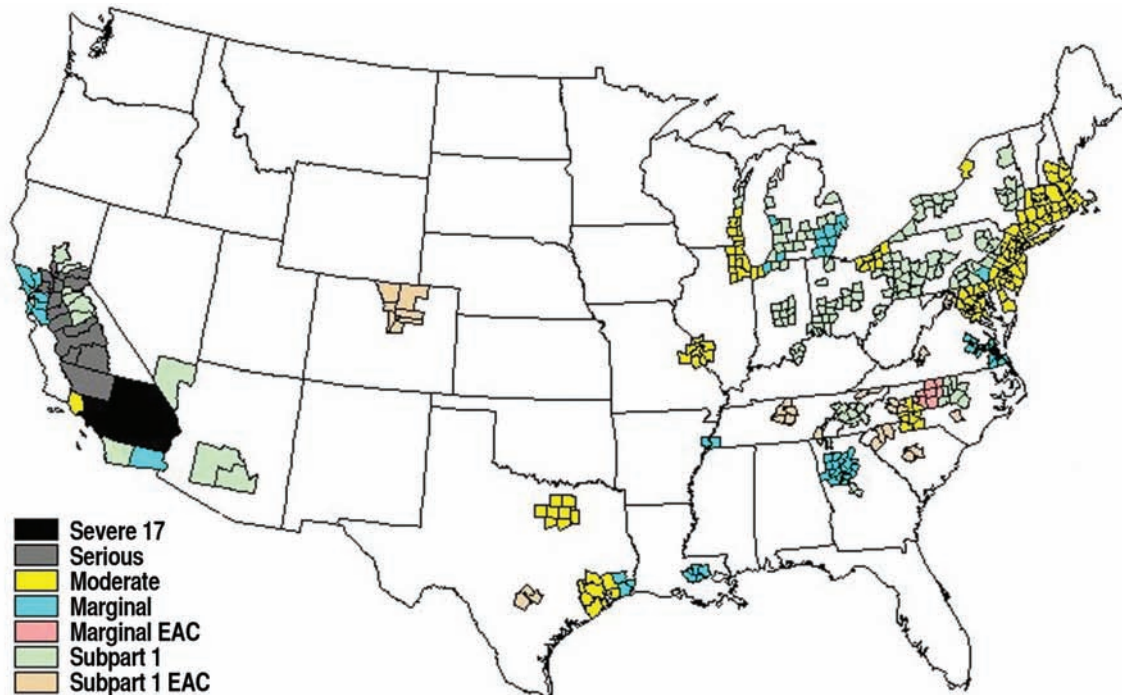 Severe 17
Serious
Moderate
Marginal
Marginal EAC
Subpart 1
Subpart 1 EAC